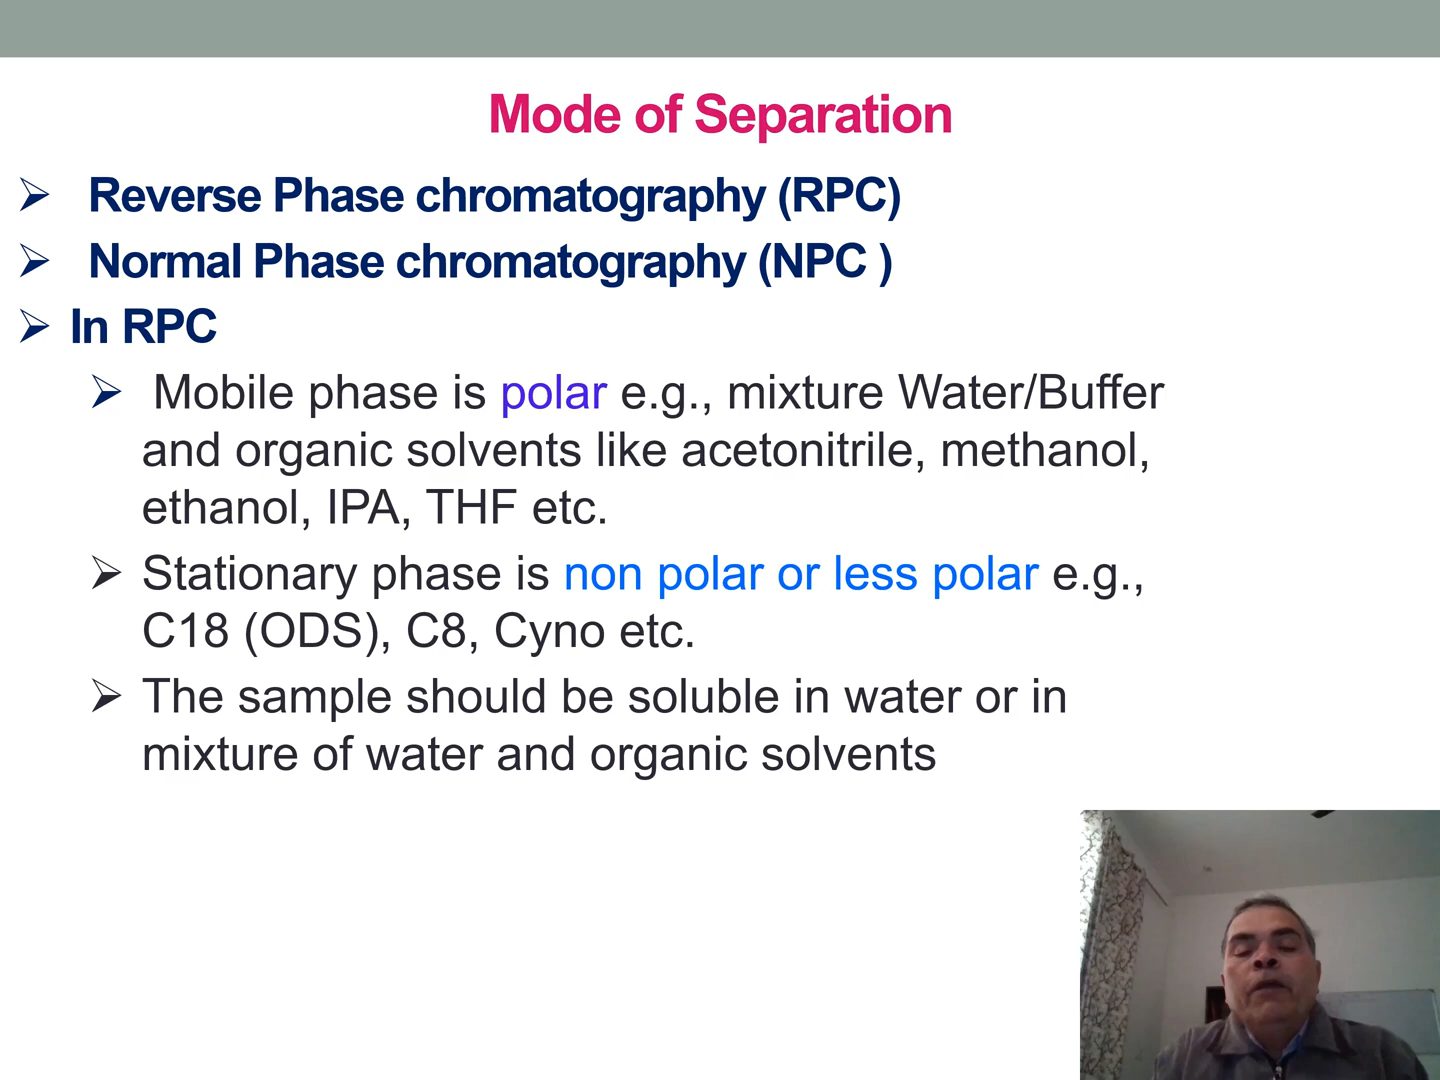 Mode of Separation
➢ Reverse Phase chromatography (RPC)
➢ Normal Phase chromatography (NPC )
➢ In RPC
➢ Mobile phase is polar e.g., mixture Water/Buffer
and organic solvents like acetonitrile, methanol,
ethanol, IPA, THF etc.
➢ Stationary phase is non polar or less polar e.g.,
C18 (ODS), C8, Cyno etc.
➢ The sample should be soluble in water or in
mixture of water and organic solvents